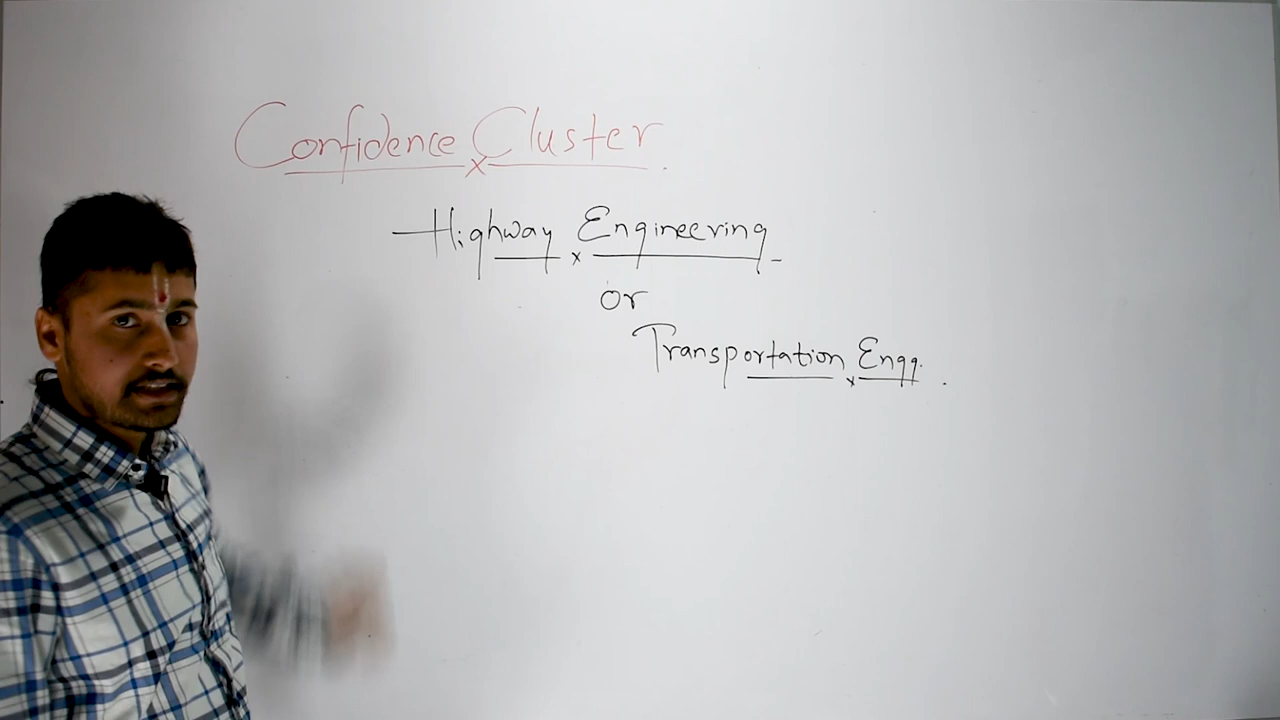 Confidence Cluster.
Highway Engineering
or
Transportation Engg.